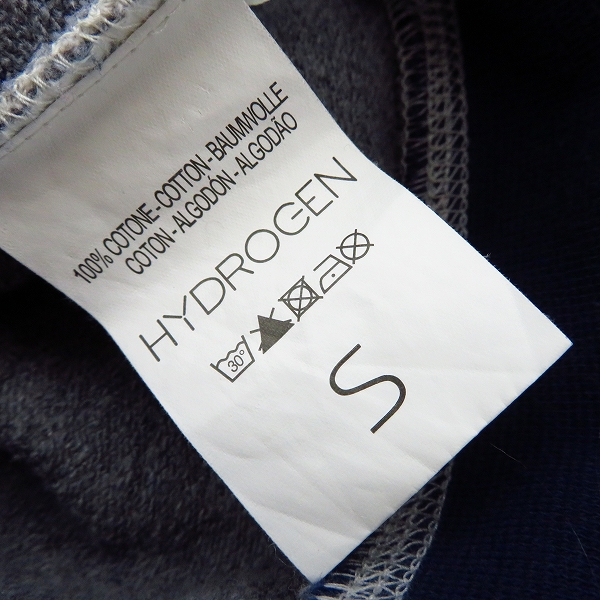 100% COTONE-COTTON-BAUMWOLLE
COTON-ALGODÓN-ALGODÃO
HYDROGEN
30°
S